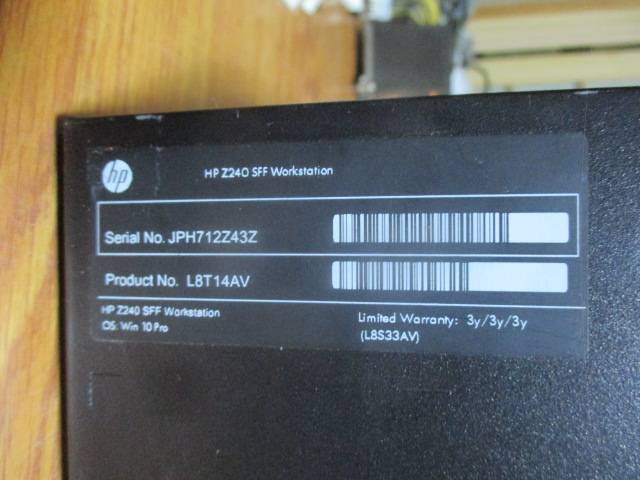 hp
HP Z240 SFF Workstation
Serial No. JPH712Z43Z
Product No. L8T14AV
HP Z240 SFF Workstation
OS: Win 10 Pro
Limited Warranty: 3y/3y/3y
(L8S33AV)